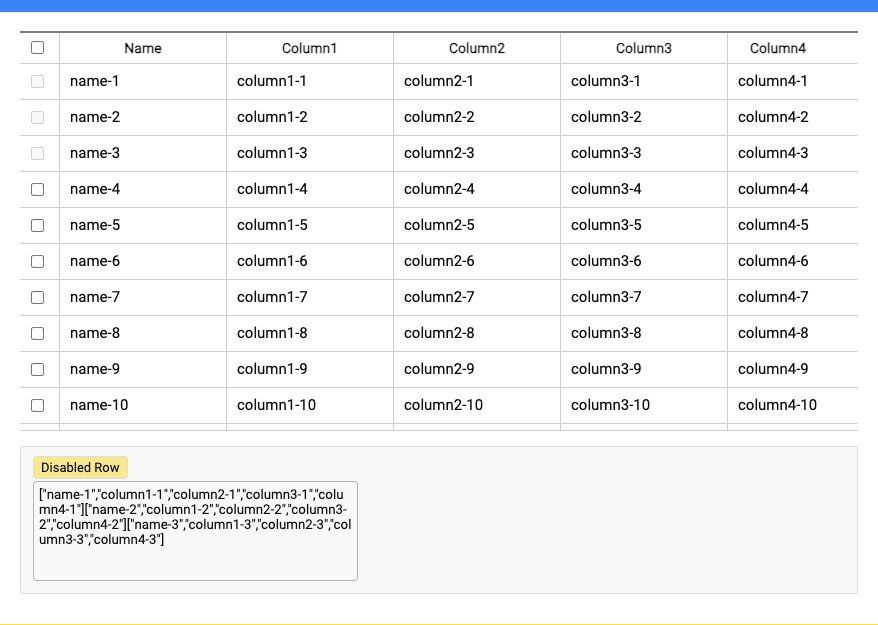 Name Column1 Column2 Column3 Column4
name-1 column1-1 column2-1 column3-1 column4-1
name-2 column1-2 column2-2 column3-2 column4-2
name-3 column1-3 column2-3 column3-3 column4-3
name-4 column1-4 column2-4 column3-4 column4-4
name-5 column1-5 column2-5 column3-5 column4-5
name-6 column1-6 column2-6 column3-6 column4-6
name-7 column1-7 column2-7 column3-7 column4-7
name-8 column1-8 column2-8 column3-8 column4-8
name-9 column1-9 column2-9 column3-9 column4-9
name-10 column1-10 column2-10 column3-10 column4-10
Disabled Row
["name-1","column1-1","column2-1","column3-1","colu
mn4-1"]["name-2","column1-2","column2-2","column3-
2","column4-2"]["name-3","column1-3","column2-3","col
umn3-3","column4-3"]